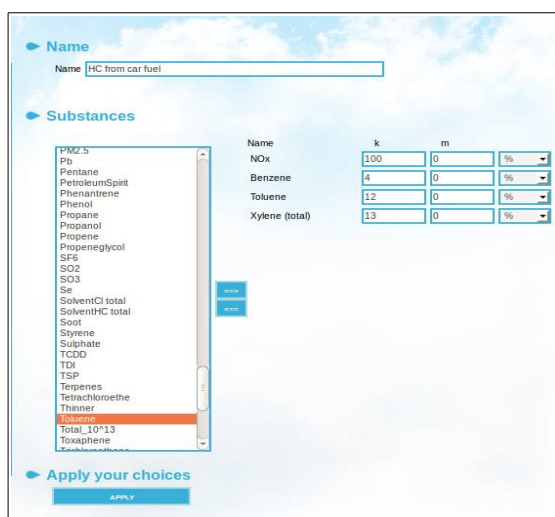 Name
Name HC from car fuel
Substances
PM2.5
Pb
Pentane
PetroleumSpirit
Phenantrene
Phenol
Propane
Propanol
Propene
Propeneglycol
SF6
SO2
SO3
Se
SolventCl total
SolventHC total
Soot
Styrene
Sulphate
TCDD
TDI
TSP
Terpenes
Tetrachloroethe
Thinner
Toluene
Total_10^13
Toxaphene
Trichloroethene
==>
<==
Name k m
NOx 100 0 %
Benzene 4 0 %
Toluene 12 0 %
Xylene (total) 13 0 %
Apply your choices
APPLY